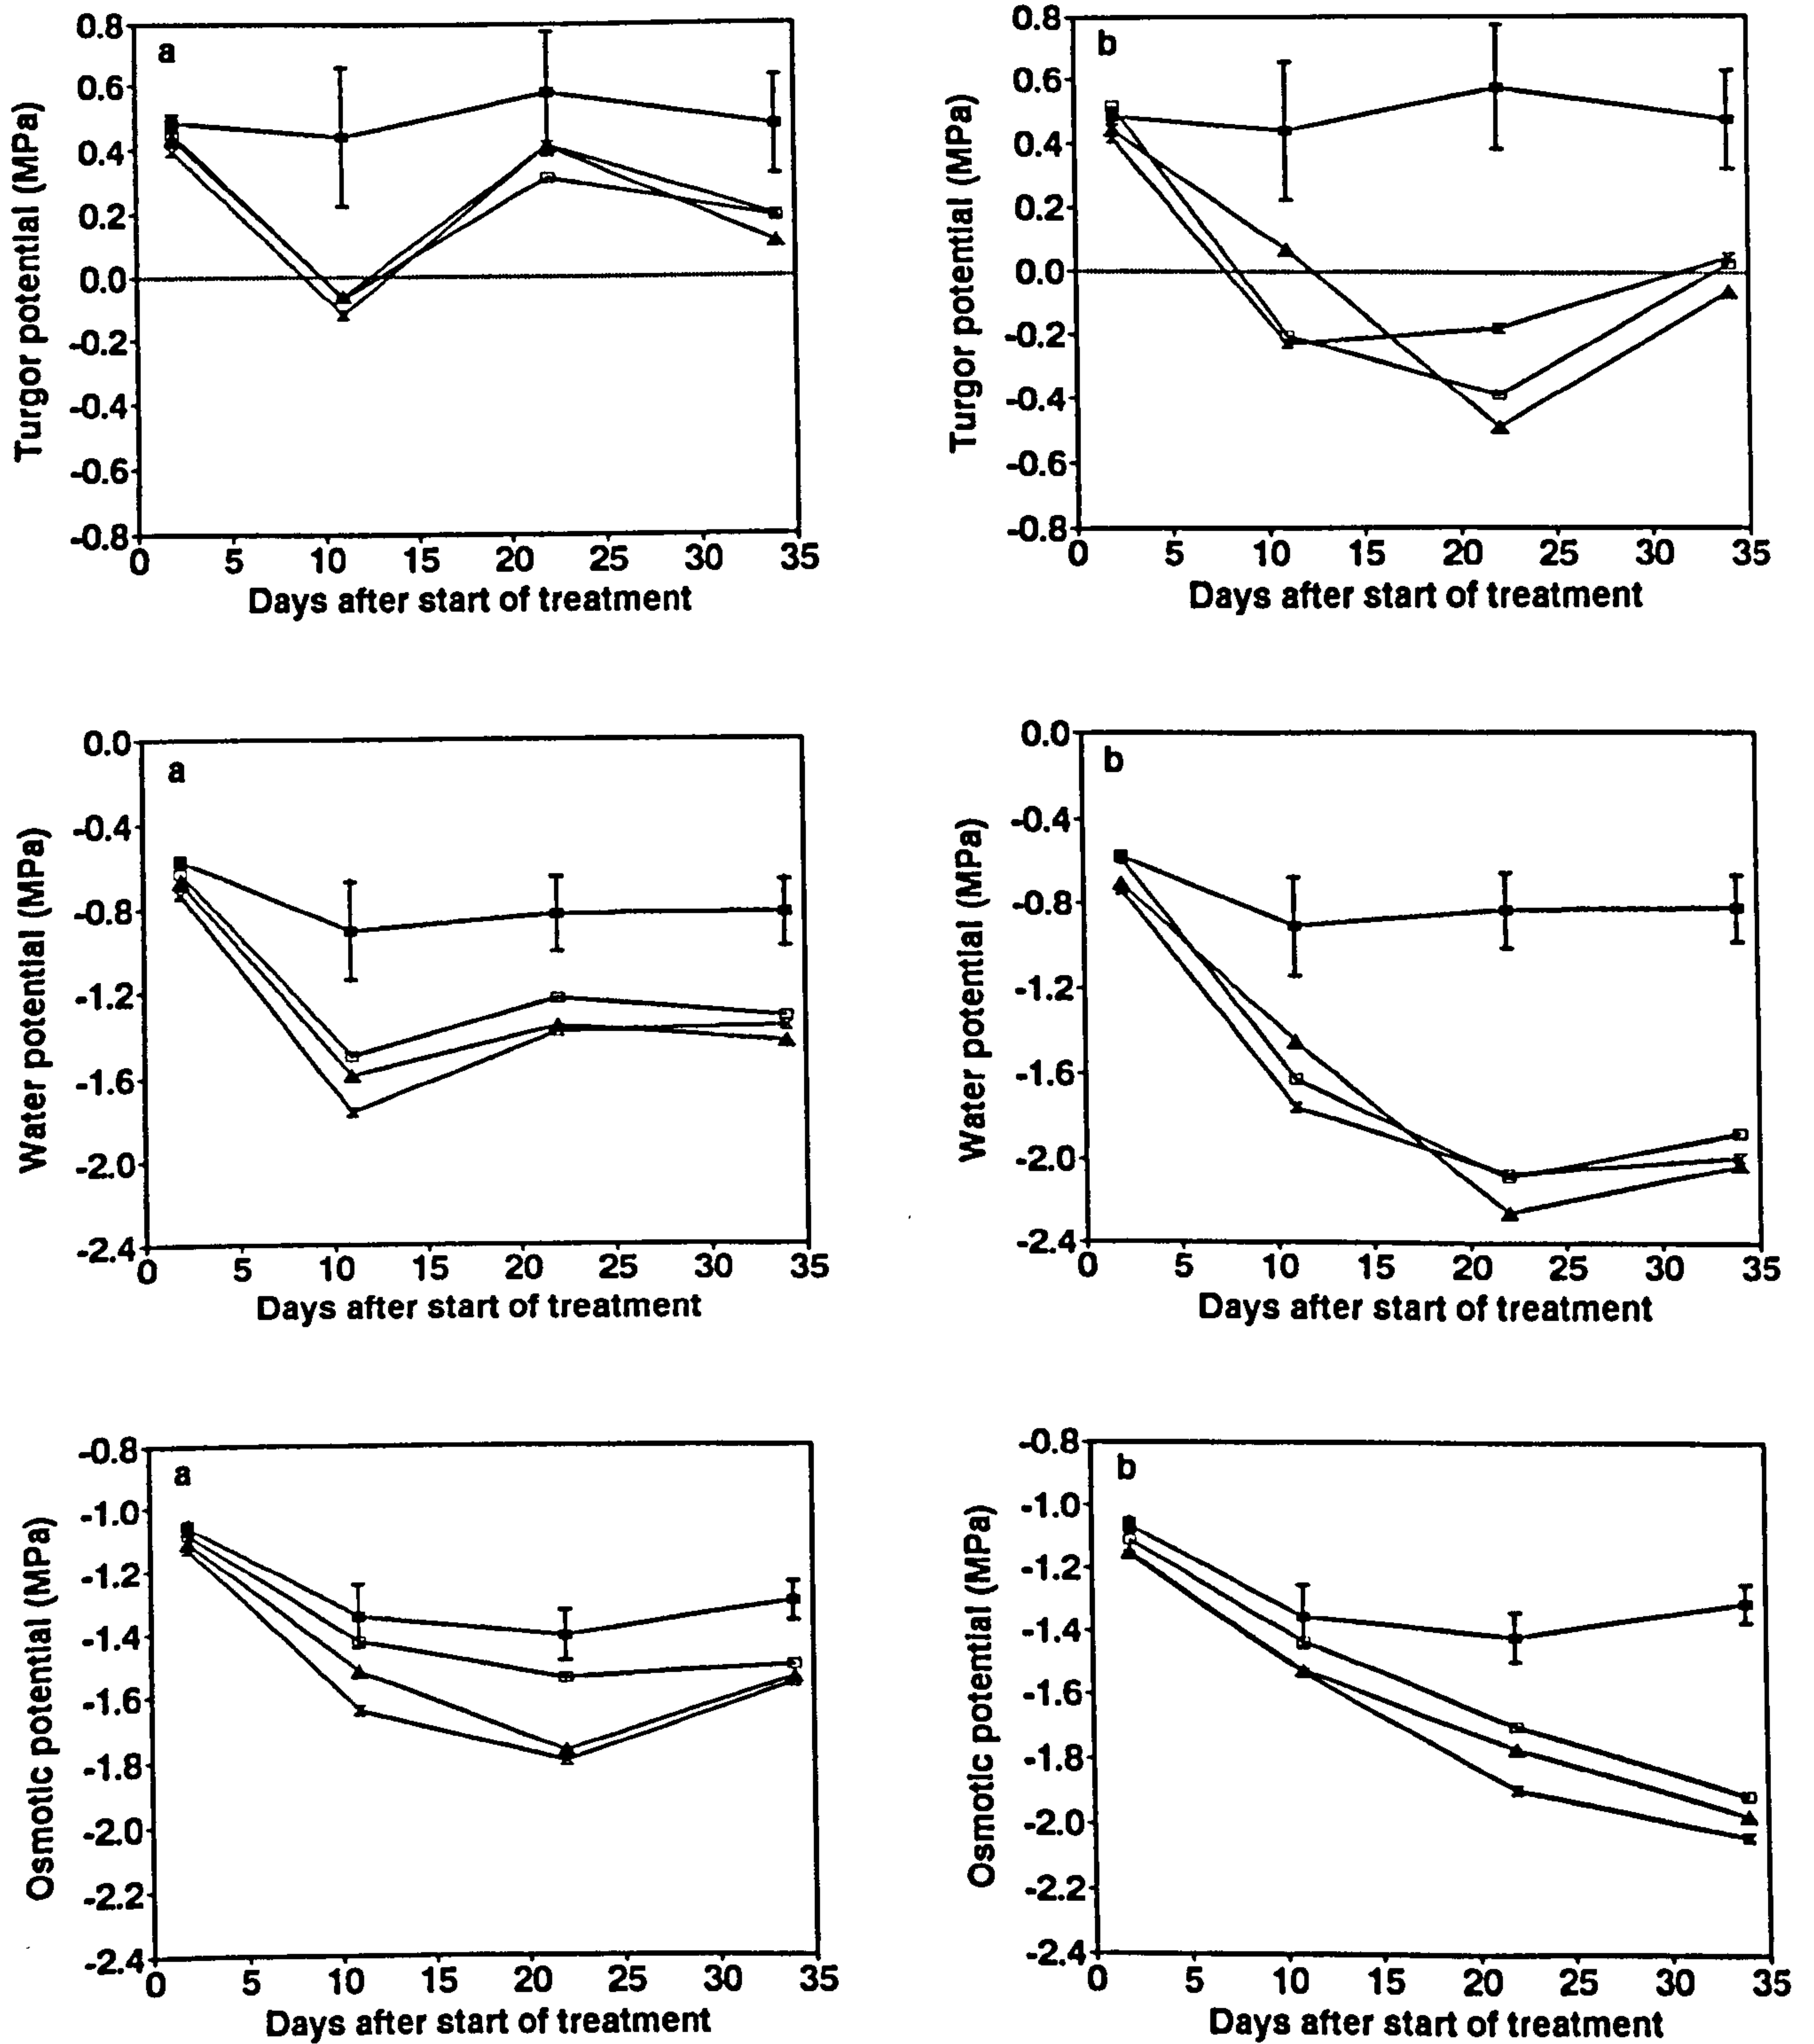 a
Turgor potential (MPa)
0.8
0.6
0.4
0.2
0.0
-0.2
-0.4
-0.6
-0.8
0 5 10 15 20 25 30 35
Days after start of treatment
b
Turgor potential (MPa)
0.8
0.6
0.4
0.2
0.0
-0.2
-0.4
-0.6
-0.8
0 5 10 15 20 25 30 35
Days after start of treatment
a
Water potential (MPa)
0.0
-0.4
-0.8
-1.2
-1.6
-2.0
-2.4
0 5 10 15 20 25 30 35
Days after start of treatment
b
Water potential (MPa)
0.0
-0.4
-0.8
-1.2
-1.6
-2.0
-2.4
0 5 10 15 20 25 30 35
Days after start of treatment
a
Osmotic potential (MPa)
-0.8
-1.0
-1.2
-1.4
-1.6
-1.8
-2.0
-2.2
-2.4
0 5 10 15 20 25 30 35
Days after start of treatment
b
Osmotic potential (MPa)
-0.8
-1.0
-1.2
-1.4
-1.6
-1.8
-2.0
-2.2
-2.4
0 5 10 15 20 25 30 35
Days after start of treatment